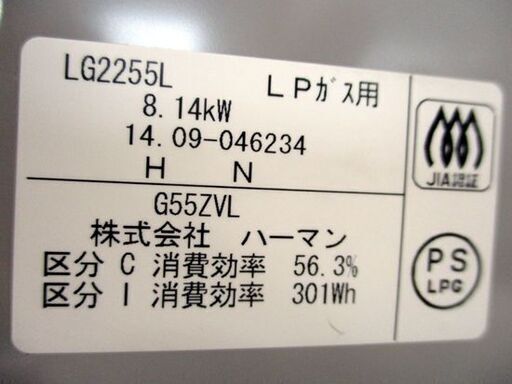 LG2255L LPガス用
8.14kW
14.09-046234
H N
JIA認証
G55ZVL
株式会社 ハーマン
区分 C 消費効率 56.3%
区分 I 消費効率 301Wh
PS
LPG